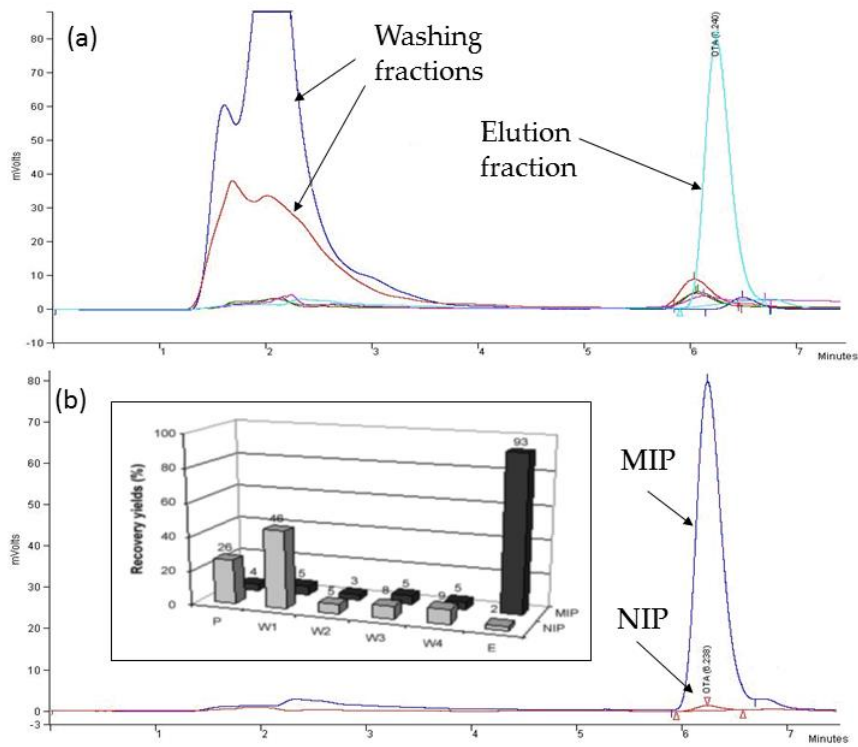 (a)
Washing
fractions
Elution
fraction
OTA (6.240)
mVolts
80
70
60
50
40
30
20
10
0
-10
1
2
3
4
5
6
7
Minutes
(b)
mVolts
80
70
60
50
40
30
20
10
0
-3
Recovery yields (%)
100
80
60
40
20
0
26
4
46
5
5
3
8
5
9
5
2
93
P
W1
W2
W3
W4
E
NIP
MIP
MIP
NIP
OTA (6.238)
1
2
3
4
5
6
7
Minutes